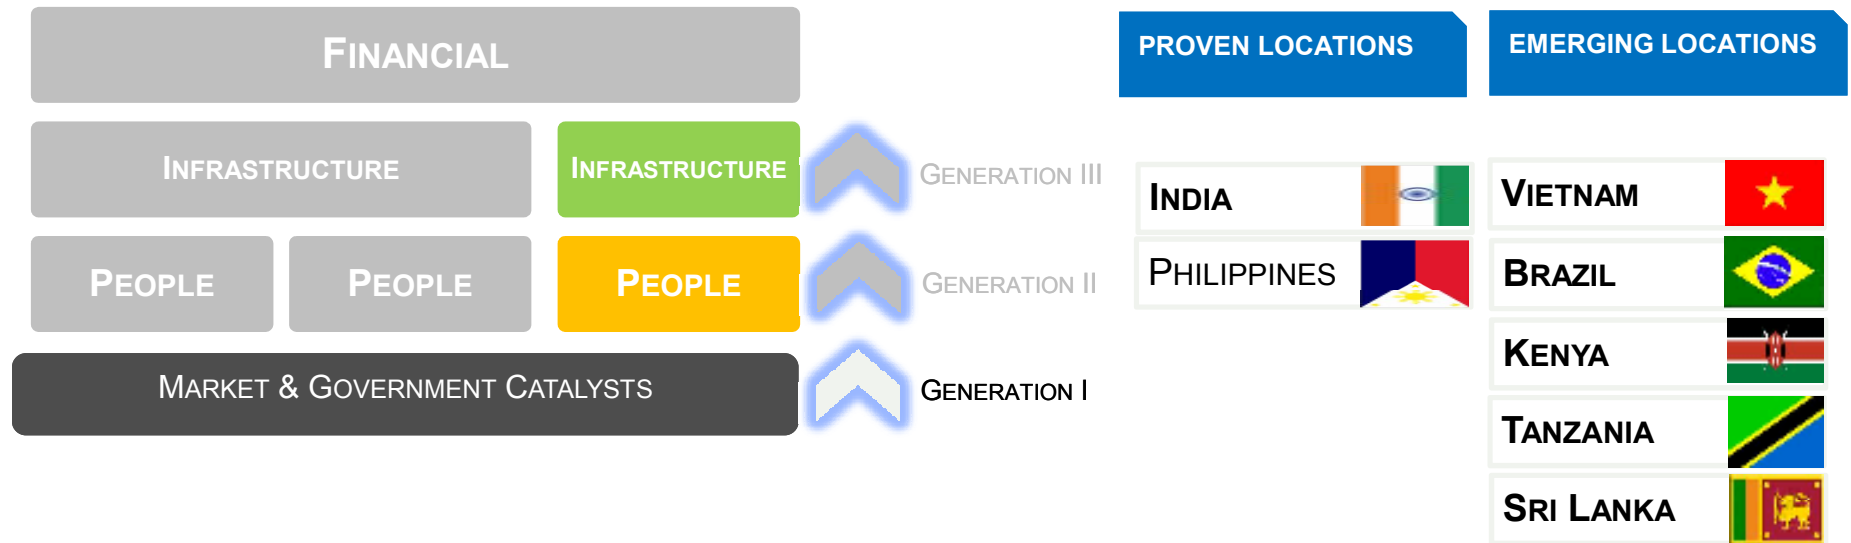 FINANCIAL
INFRASTRUCTURE
INFRASTRUCTURE
GENERATION III
PEOPLE
PEOPLE
PEOPLE
GENERATION II
MARKET & GOVERNMENT CATALYSTS
GENERATION I
PROVEN LOCATIONS
INDIA
PHILIPPINES
EMERGING LOCATIONS
VIETNAM
BRAZIL
KENYA
TANZANIA
SRI LANKA